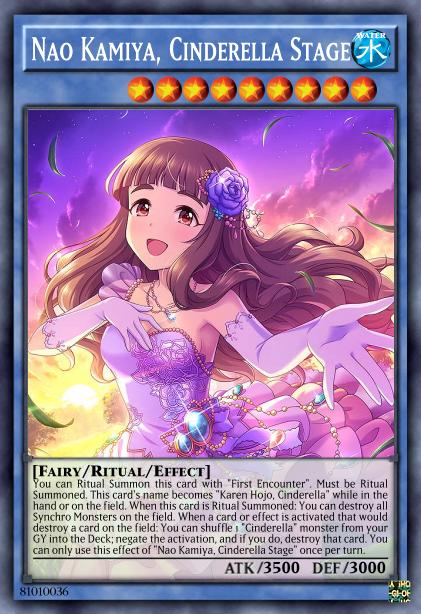 Nao Kamiya, Cinderella Stage
WATER
水
[Fairy/Ritual/Effect]
You can Ritual Summon this card with "First Encounter". Must be Ritual
Summoned. This card's name becomes "Karen Hojo, Cinderella" while in the
hand or on the field. When this card is Ritual Summoned: You can destroy all
Synchro Monsters on the field. When a card or effect is activated that would
destroy a card on the field: You can shuffle 1 "Cinderella" monster from your
GY into the Deck; negate the activation, and if you do, destroy that card. You
can only use this effect of "Nao Kamiya, Cinderella Stage" once per turn.
ATK/3500 DEF/3000
81010036